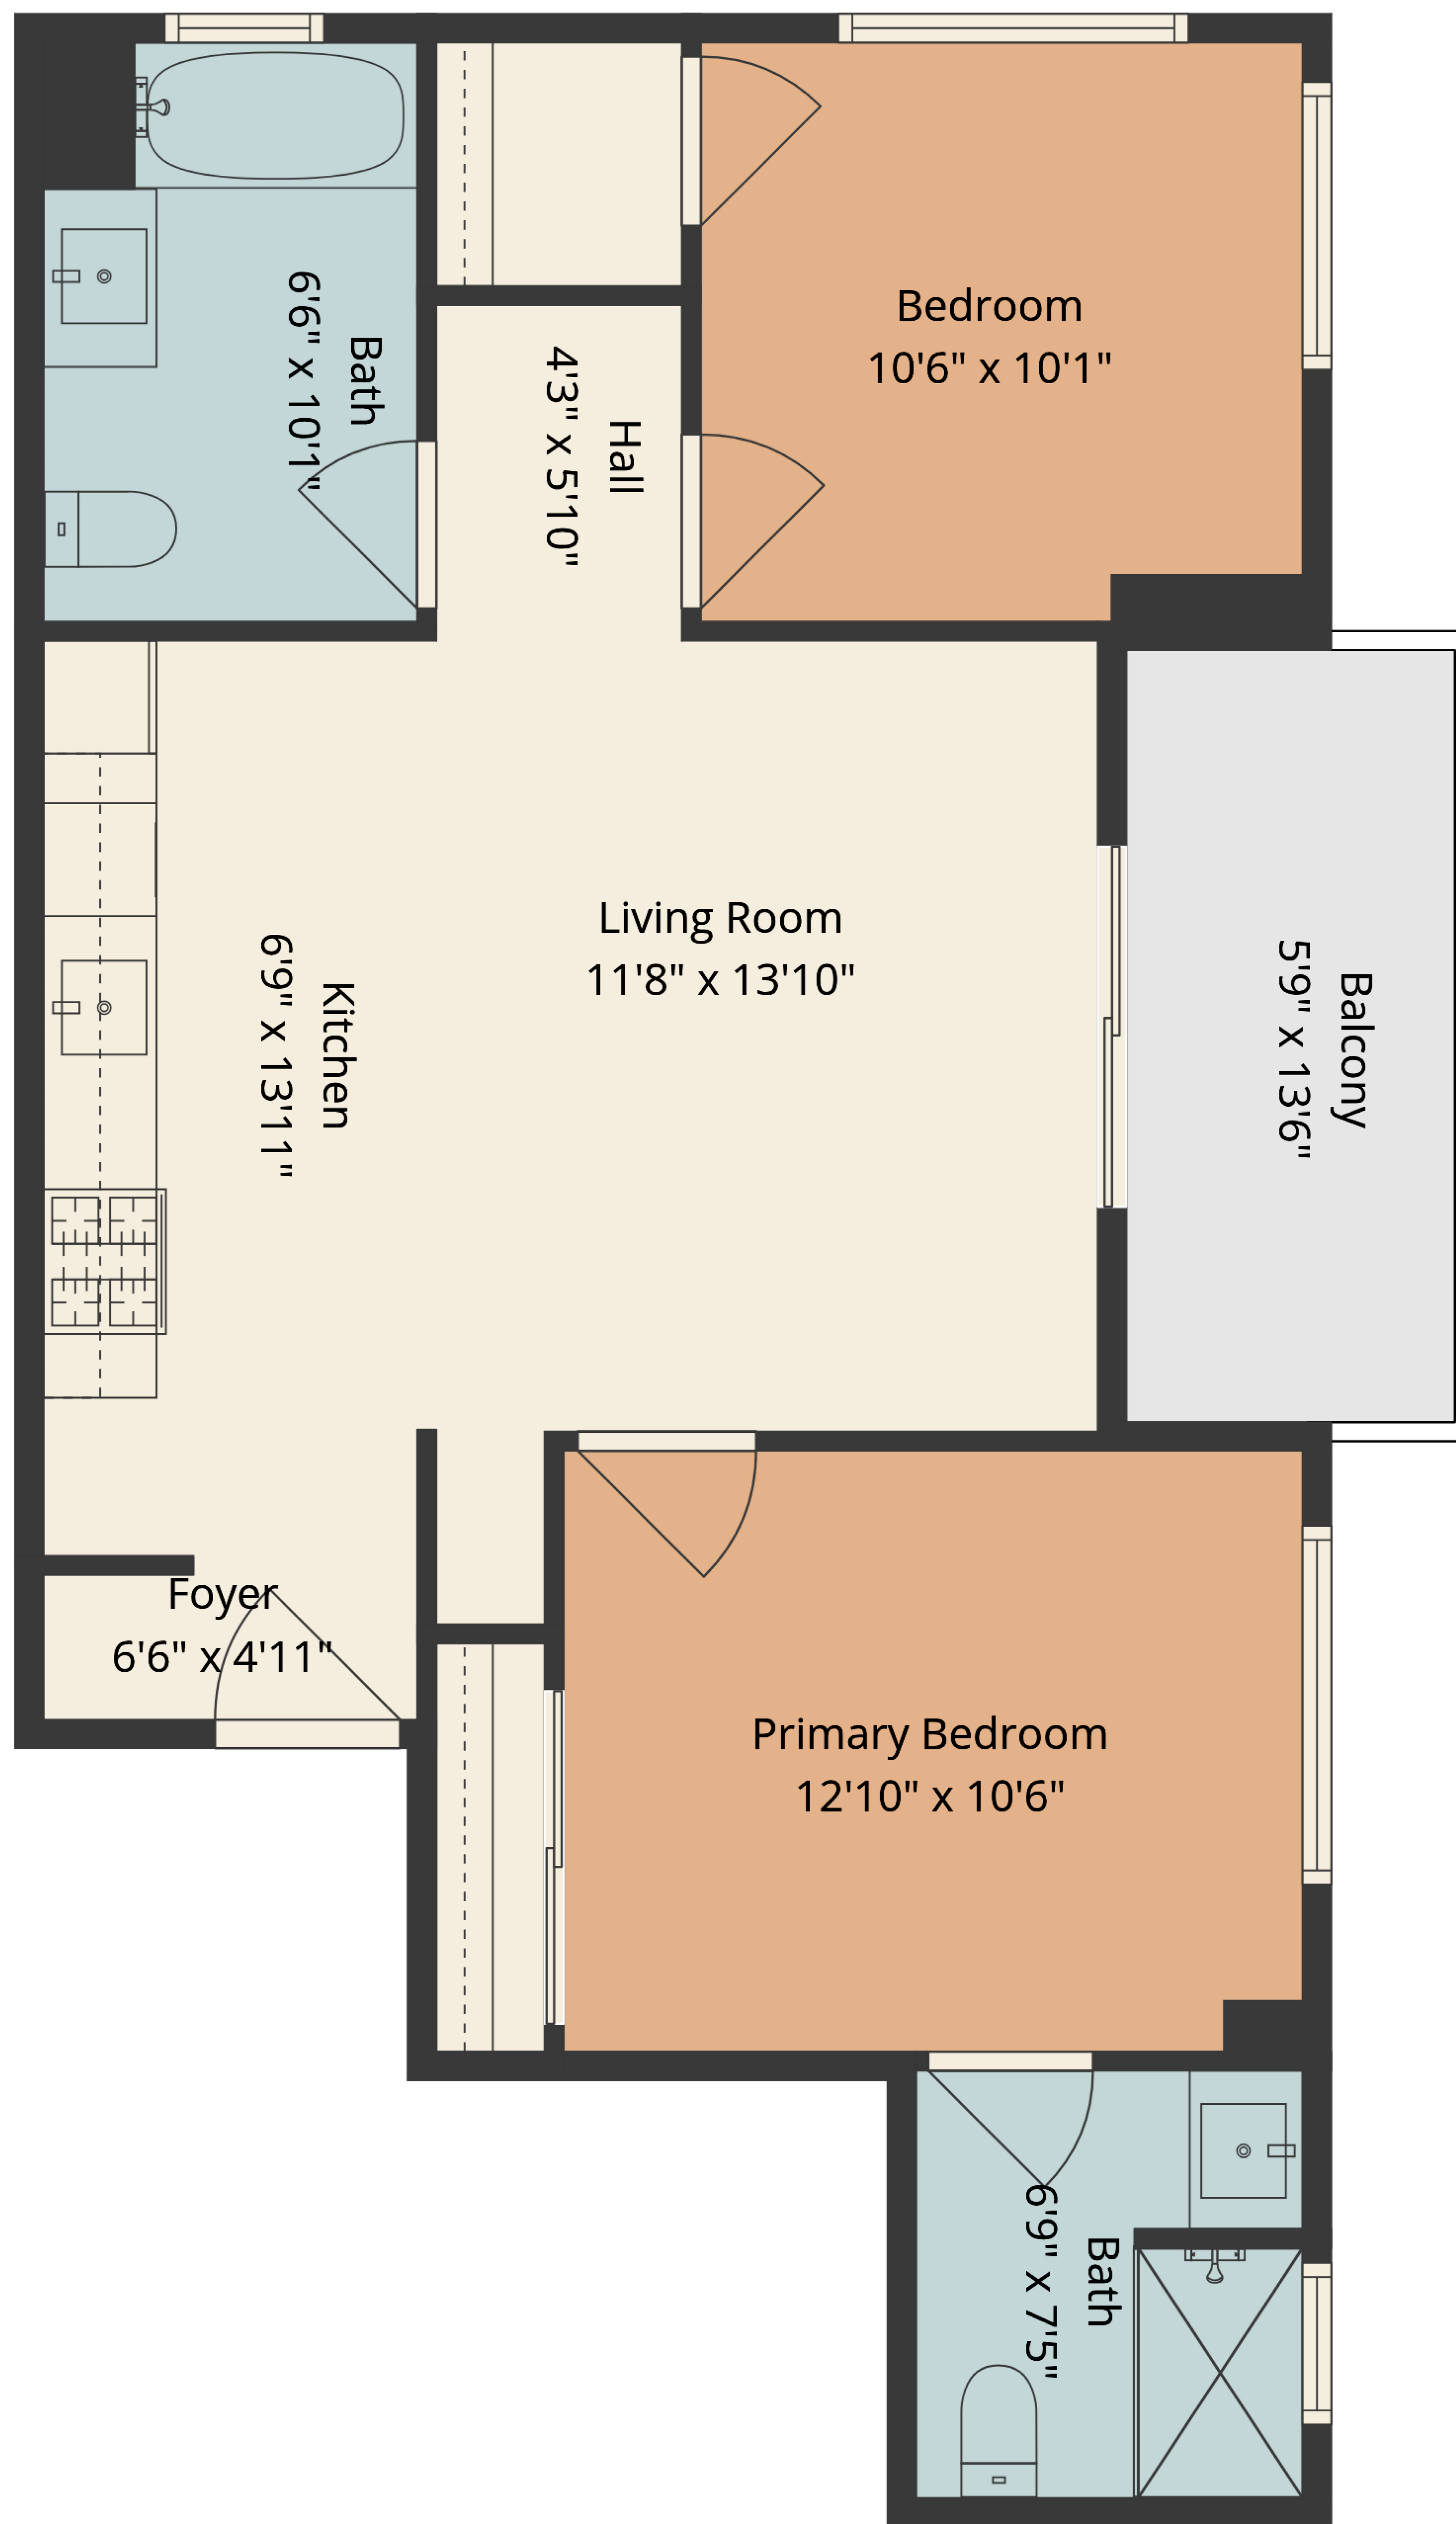 Bedroom
10'6" x 10'1"
Bath
6'6" x 10'1"
Hall
4'3" x 5'10"
Living Room
11'8" x 13'10"
Kitchen
6'9" x 13'11"
Balcony
5'9" x 13'6"
Foyer
6'6" x 4'11"
Primary Bedroom
12'10" x 10'6"
Bath
6'9" x 7'5"